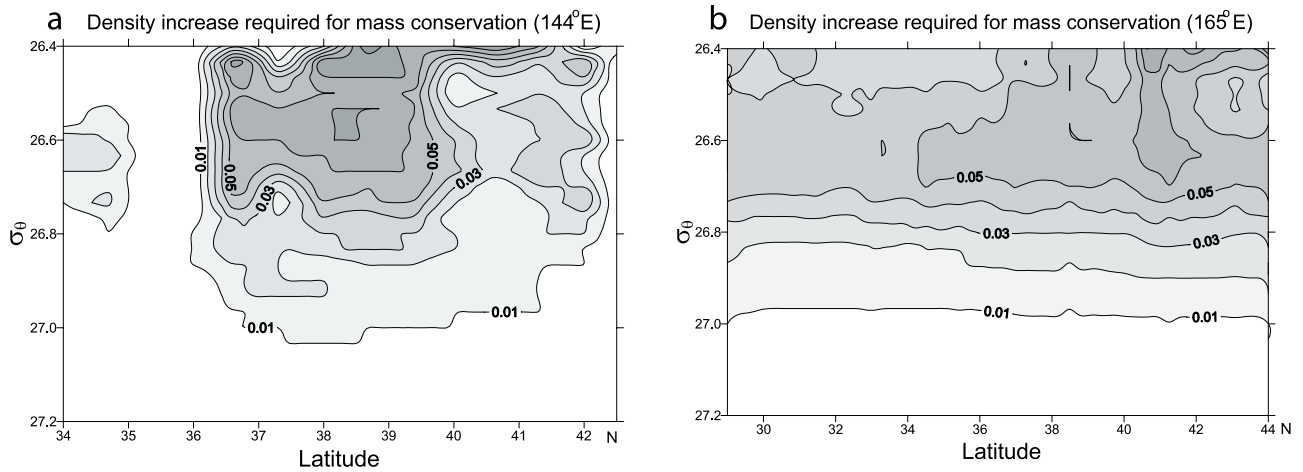 a Density increase required for mass conservation (144°E)
26.4
26.6
26.8
27.0
27.2
σθ
0.01
0.05
0.03
0.05
0.03
0.01
0.01
34 35 36 37 38 39 40 41 42 N
Latitude
b Density increase required for mass conservation (165°E)
26.4
26.6
26.8
27.0
27.2
σθ
0.05
0.05
0.03
0.03
0.01
0.01
30 32 34 36 38 40 42 44 N
Latitude